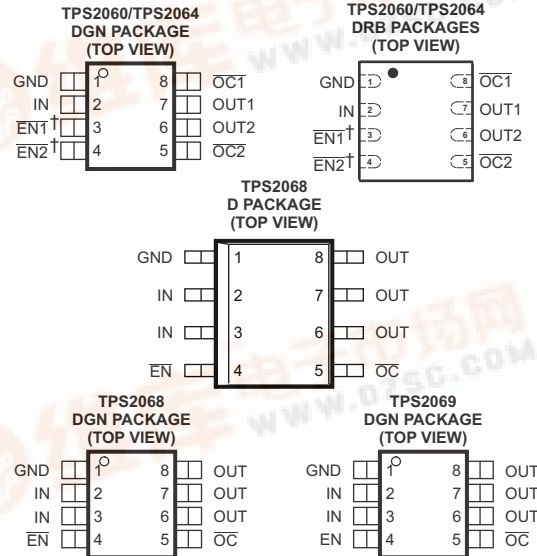 TPS2060/TPS2064
DGN PACKAGE
(TOP VIEW)
GND 1 8 OC1
IN 2 7 OUT1
EN1† 3 6 OUT2
EN2† 4 5 OC2
TPS2060/TPS2064
DRB PACKAGES
(TOP VIEW)
GND 1 8 OC1
IN 2 7 OUT1
EN1† 3 6 OUT2
EN2† 4 5 OC2
TPS2068
D PACKAGE
(TOP VIEW)
GND 1 8 OUT
IN 2 7 OUT
IN 3 6 OUT
EN 4 5 OC
TPS2068
DGN PACKAGE
(TOP VIEW)
GND 1 8 OUT
IN 2 7 OUT
IN 3 6 OUT
EN 4 5 OC
TPS2069
DGN PACKAGE
(TOP VIEW)
GND 1 8 OUT
IN 2 7 OUT
IN 3 6 OUT
EN 4 5 OC